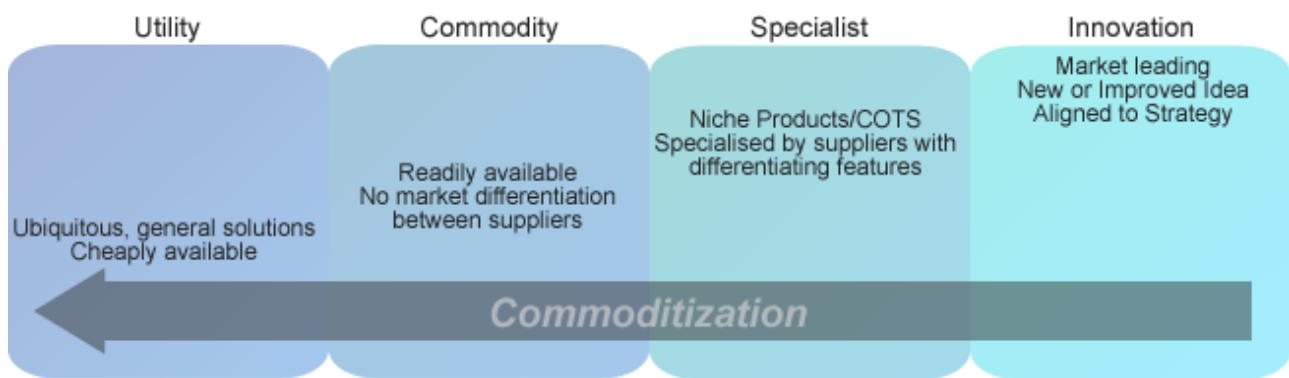 Utility
Commodity
Specialist
Innovation
Ubiquitous, general solutions
Cheaply available
Readily available
No market differentiation
between suppliers
Niche Products/COTS
Specialised by suppliers with
differentiating features
Market leading
New or Improved Idea
Aligned to Strategy
Commoditization